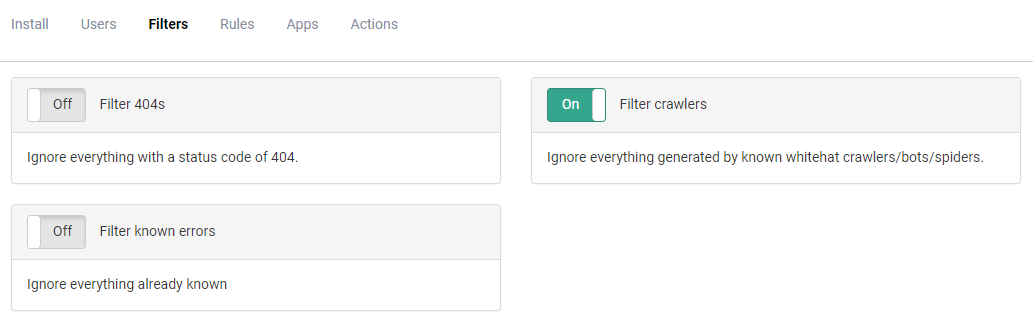 Install Users Filters Rules Apps Actions
Off Filter 404s
Ignore everything with a status code of 404.
On Filter crawlers
Ignore everything generated by known whitehat crawlers/bots/spiders.
Off Filter known errors
Ignore everything already known